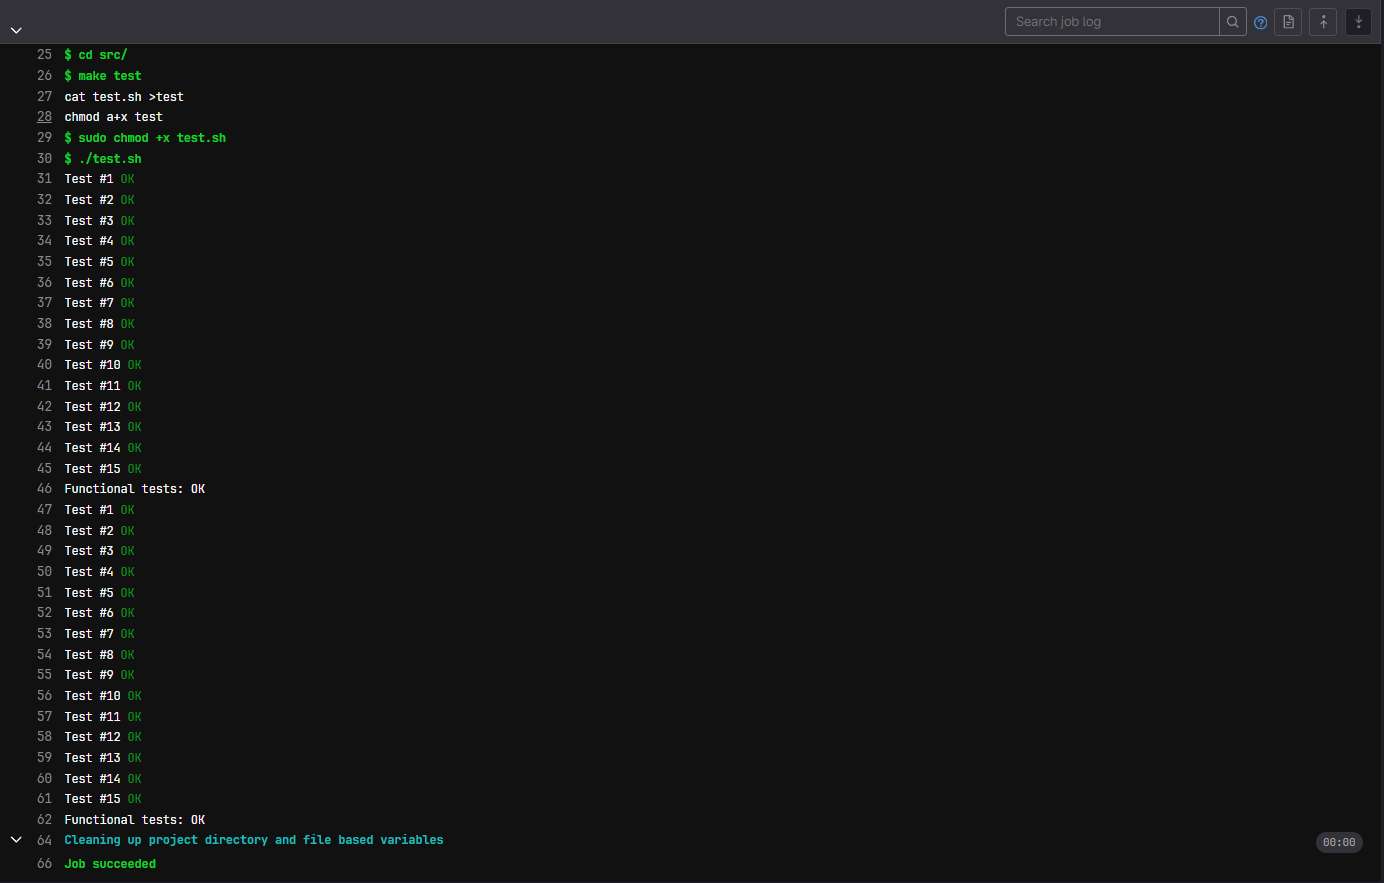 Search job log
25 $ cd src/
26 $ make test
27 cat test.sh >test
28 chmod a+x test
29 $ sudo chmod +x test.sh
30 $ ./test.sh
31 Test #1 OK
32 Test #2 OK
33 Test #3 OK
34 Test #4 OK
35 Test #5 OK
36 Test #6 OK
37 Test #7 OK
38 Test #8 OK
39 Test #9 OK
40 Test #10 OK
41 Test #11 OK
42 Test #12 OK
43 Test #13 OK
44 Test #14 OK
45 Test #15 OK
46 Functional tests: OK
47 Test #1 OK
48 Test #2 OK
49 Test #3 OK
50 Test #4 OK
51 Test #5 OK
52 Test #6 OK
53 Test #7 OK
54 Test #8 OK
55 Test #9 OK
56 Test #10 OK
57 Test #11 OK
58 Test #12 OK
59 Test #13 OK
60 Test #14 OK
61 Test #15 OK
62 Functional tests: OK
64 Cleaning up project directory and file based variables 00:00
66 Job succeeded